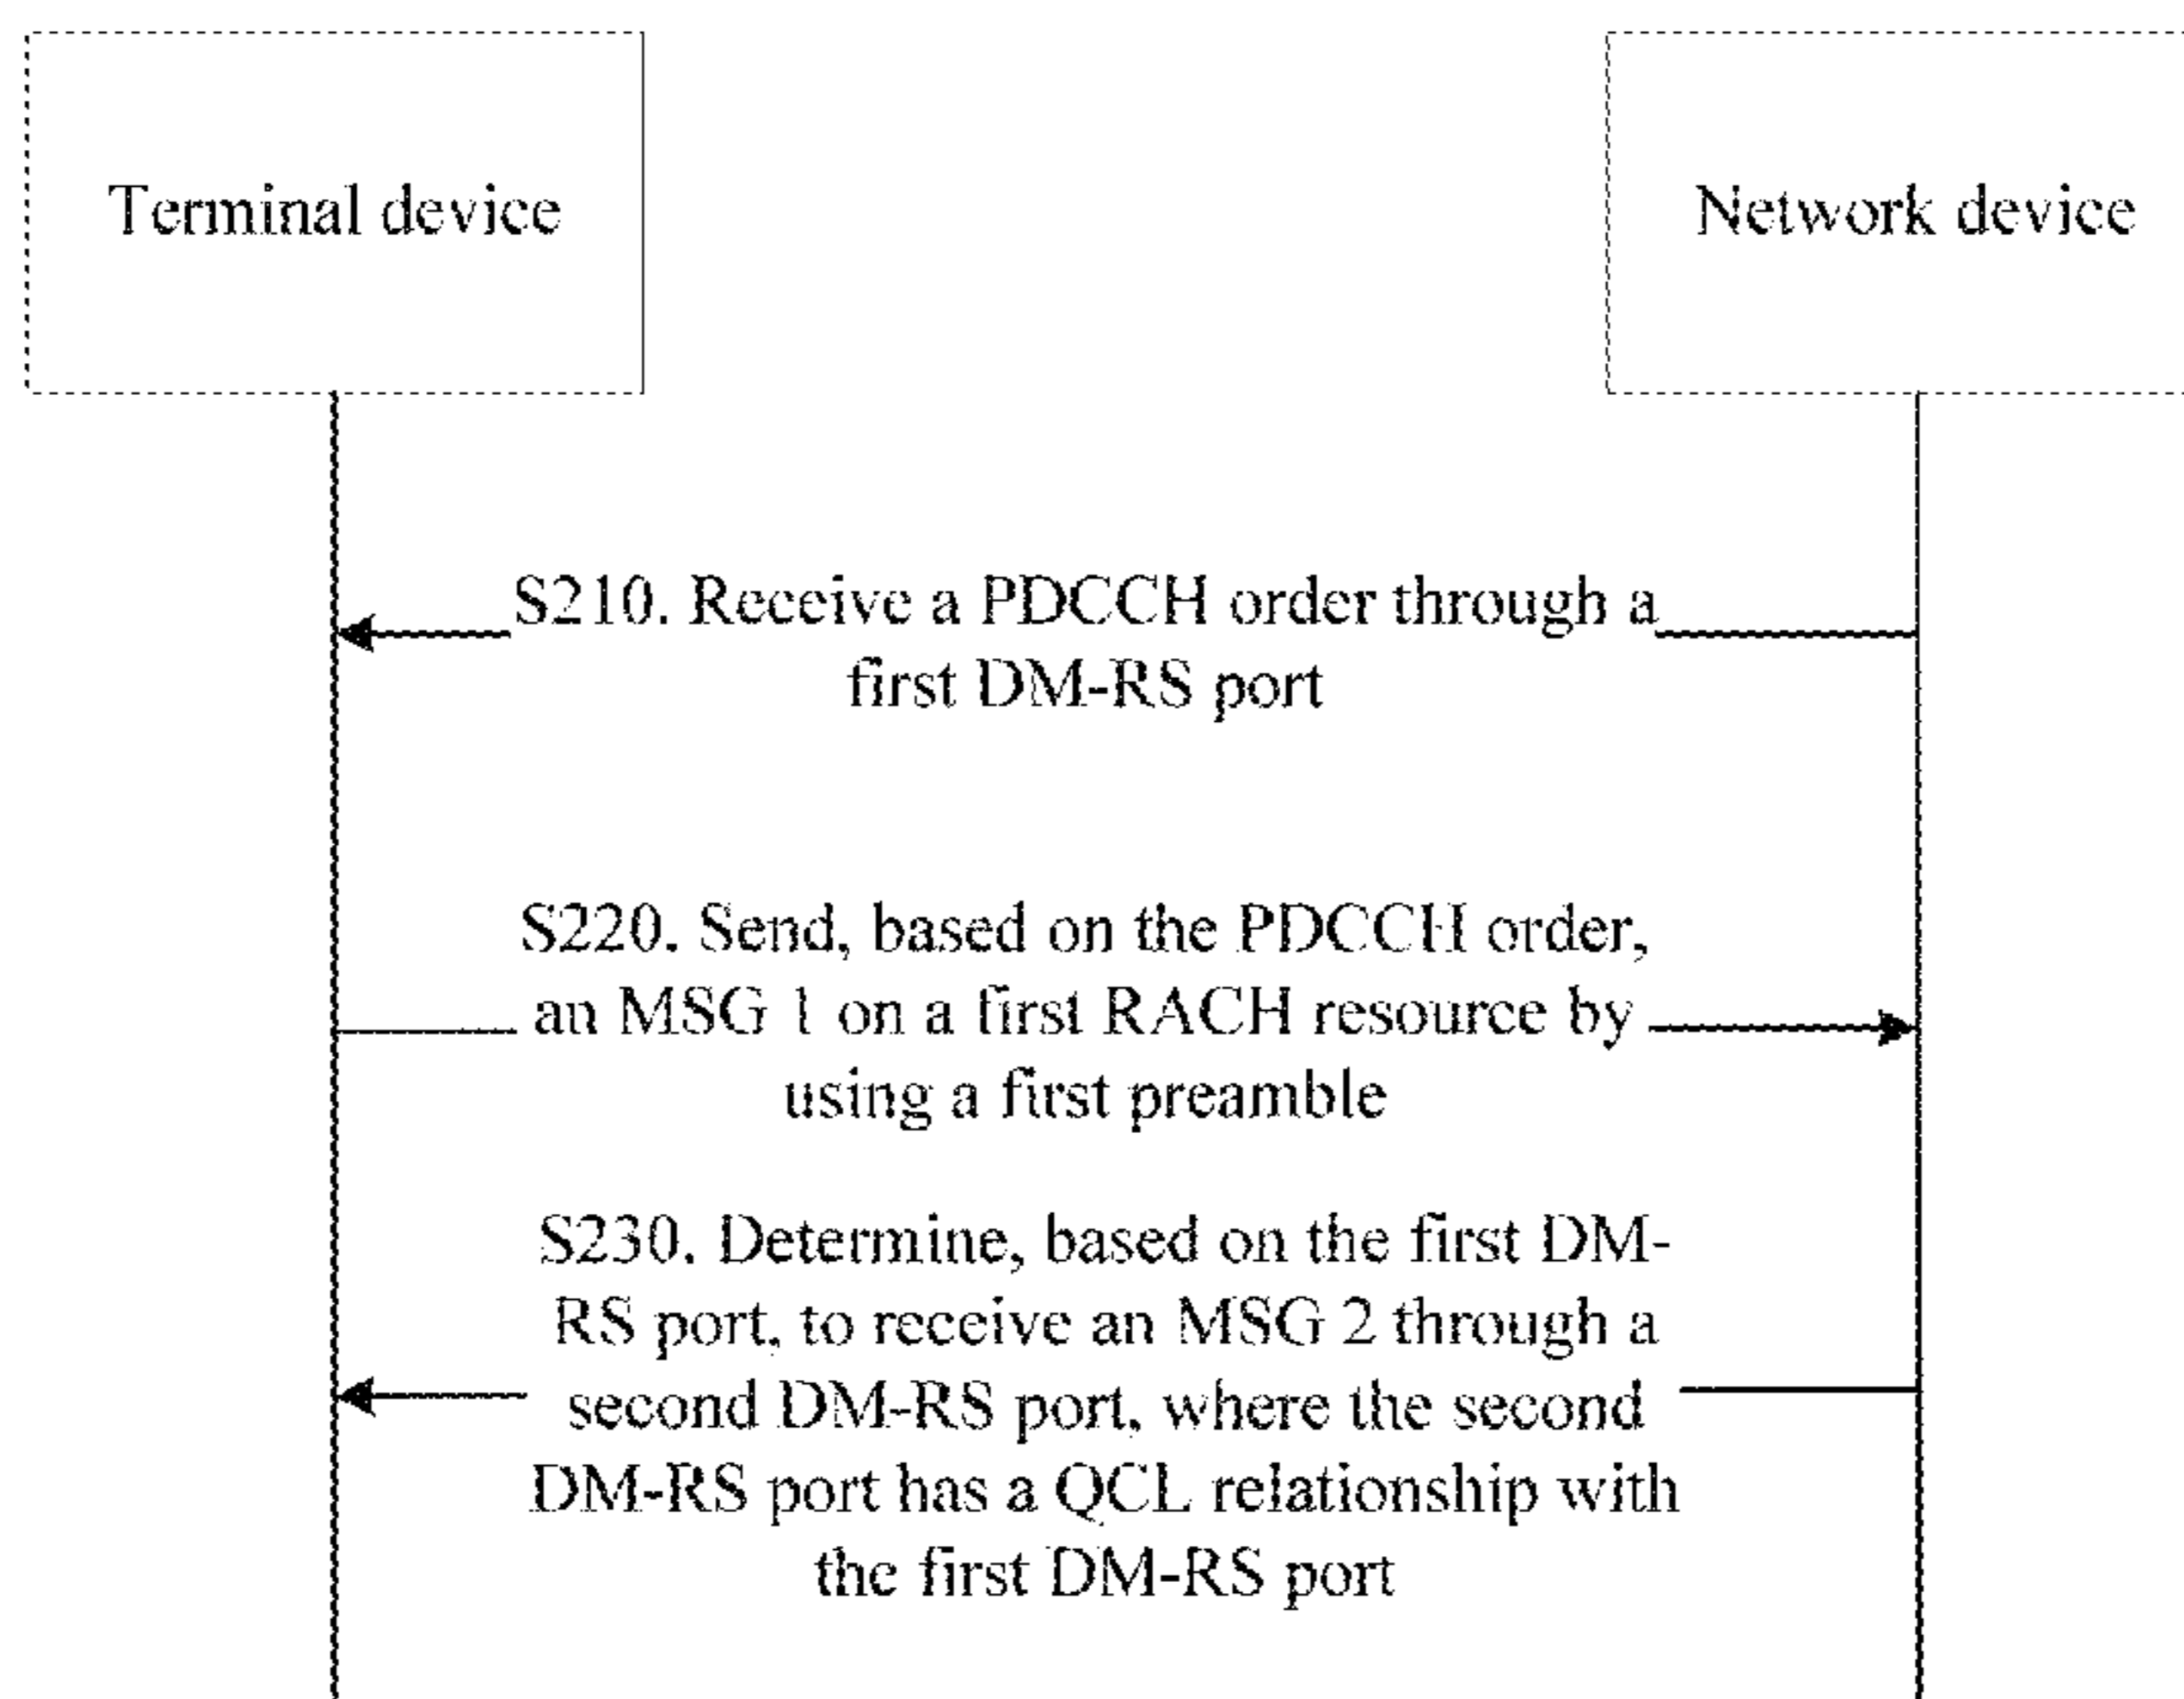 Terminal device
Network device
S210. Receive a PDCCH order through a
first DM-RS port
S220. Send, based on the PDCCH order,
an MSG 1 on a first RACH resource by
using a first preamble
S230. Determine, based on the first DM-
RS port, to receive an MSG 2 through a
second DM-RS port, where the second
DM-RS port has a QCL relationship with
the first DM-RS port